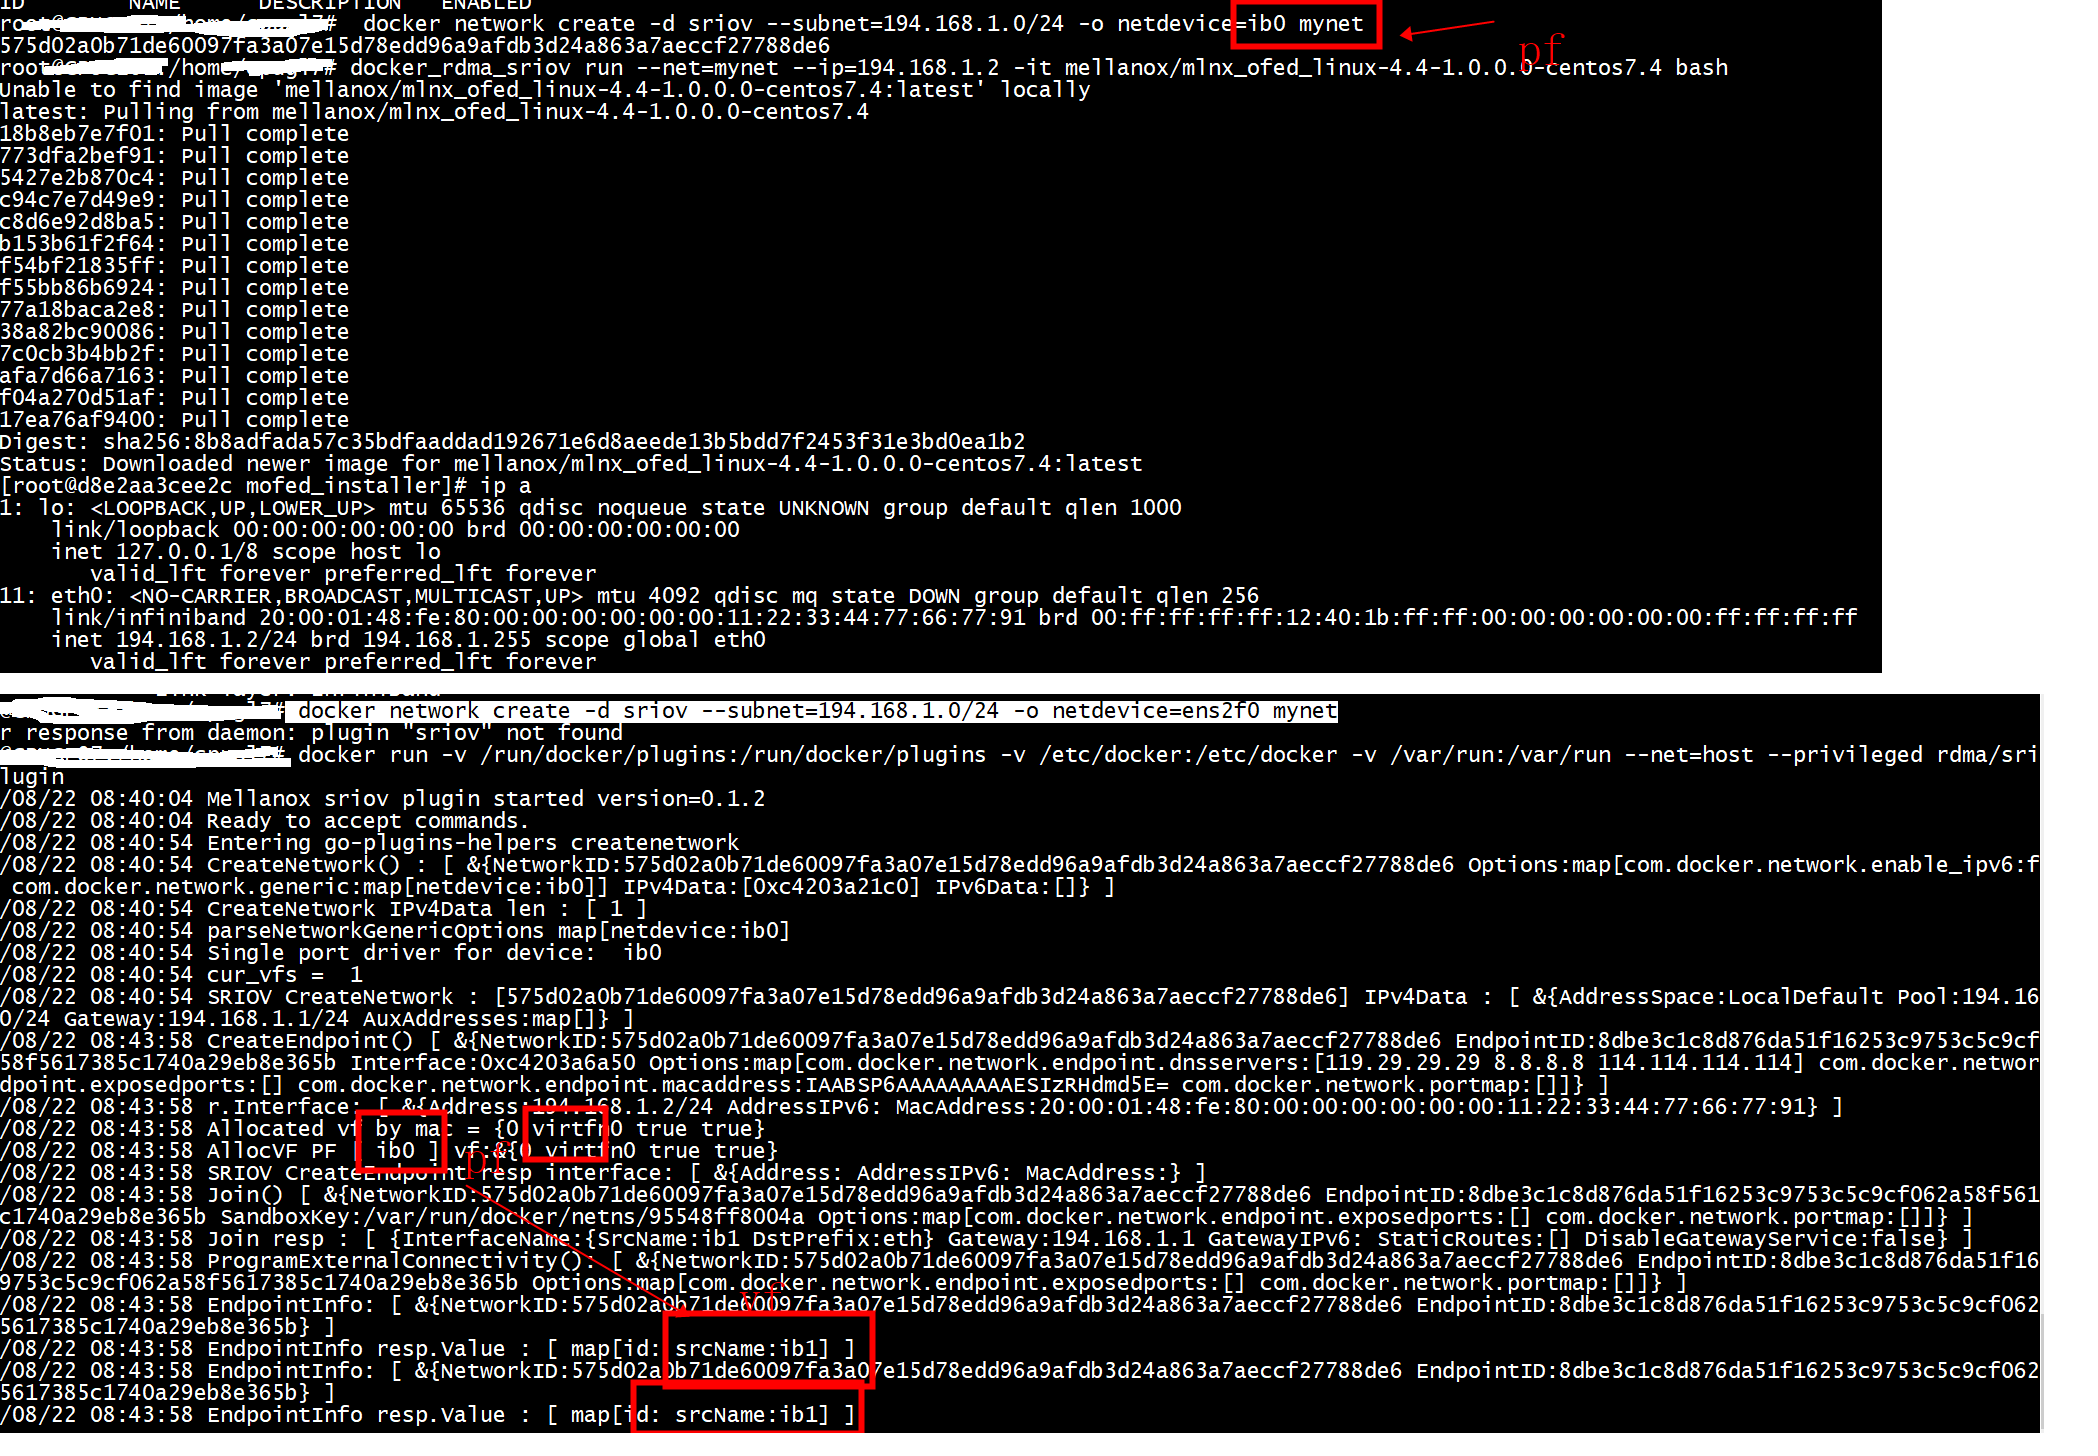 ID        NAME      DESCRIPTION   ENABLED
docker network create -d sriov --subnet=194.168.1.0/24 -o netdevice=ib0 mynet
pf
575d02a0b71de60097fa3a07e15d78edd96a9afdb3d24a863a7aeccf27788de6
docker_rdma_sriov run --net=mynet --ip=194.168.1.2 -it mellanox/mlnx_ofed_linux-4.4-1.0.0.0-centos7.4 bash
Unable to find image 'mellanox/mlnx_ofed_linux-4.4-1.0.0.0-centos7.4:latest' locally
latest: Pulling from mellanox/mlnx_ofed_linux-4.4-1.0.0.0-centos7.4
18b8eb7e7f01: Pull complete
773dfa2bef91: Pull complete
5427e2b870c4: Pull complete
c94c7e7d49e9: Pull complete
c8d6e92d8ba5: Pull complete
b153b61f2f64: Pull complete
f54bf21835ff: Pull complete
f55bb86b6924: Pull complete
77a18baca2e8: Pull complete
38a82bc90086: Pull complete
7c0cb3b4bb2f: Pull complete
afa7d66a7163: Pull complete
f04a270d51af: Pull complete
17ea76af9400: Pull complete
Digest: sha256:8b8adfada57c35bdfaaddad192671e6d8aeede13b5bdd7f2453f31e3bd0ea1b2
Status: Downloaded newer image for mellanox/mlnx_ofed_linux-4.4-1.0.0.0-centos7.4:latest
[root@d8e2aa3cee2c mofed_installer]# ip a
1: lo: <LOOPBACK,UP,LOWER_UP> mtu 65536 qdisc noqueue state UNKNOWN group default qlen 1000
link/loopback 00:00:00:00:00:00 brd 00:00:00:00:00:00
inet 127.0.0.1/8 scope host lo
valid_lft forever preferred_lft forever
11: eth0: <NO-CARRIER,BROADCAST,MULTICAST,UP> mtu 4092 qdisc mq state DOWN group default qlen 256
link/infiniband 20:00:01:48:fe:80:00:00:00:00:00:00:11:22:33:44:77:66:77:91 brd 00:ff:ff:ff:ff:12:40:1b:ff:ff:00:00:00:00:00:00:ff:ff:ff:ff
inet 194.168.1.2/24 brd 194.168.1.255 scope global eth0
valid_lft forever preferred_lft forever
docker network create -d sriov --subnet=194.168.1.0/24 -o netdevice=ens2f0 mynet
r response from daemon: plugin "sriov" not found
docker run -v /run/docker/plugins:/run/docker/plugins -v /etc/docker:/etc/docker -v /var/run:/var/run --net=host --privileged rdma/sri
lugin
/08/22 08:40:04 Mellanox sriov plugin started version=0.1.2
/08/22 08:40:04 Ready to accept commands.
/08/22 08:40:54 Entering go-plugins-helpers createnetwork
/08/22 08:40:54 CreateNetwork() : [ &{NetworkID:575d02a0b71de60097fa3a07e15d78edd96a9afdb3d24a863a7aeccf27788de6 Options:map[com.docker.network.enable_ipv6:f
com.docker.network.generic:map[netdevice:ib0]] IPv4Data:[0xc4203a21c0] IPv6Data:[]} ]
/08/22 08:40:54 CreateNetwork IPv4Data len : [ 1 ]
/08/22 08:40:54 parseNetworkGenericOptions map[netdevice:ib0]
/08/22 08:40:54 Single port driver for device:  ib0
/08/22 08:40:54 cur_vfs =  1
/08/22 08:40:54 SRIOV CreateNetwork : [575d02a0b71de60097fa3a07e15d78edd96a9afdb3d24a863a7aeccf27788de6] IPv4Data : [ &{AddressSpace:LocalDefault Pool:194.16
0/24 Gateway:194.168.1.1/24 AuxAddresses:map[]} ]
/08/22 08:43:58 CreateEndpoint() [ &{NetworkID:575d02a0b71de60097fa3a07e15d78edd96a9afdb3d24a863a7aeccf27788de6 EndpointID:8dbe3c1c8d876da51f16253c9753c5c9cf
58f5617385c1740a29eb8e365b Interface:0xc4203a6a50 Options:map[com.docker.network.endpoint.dnsservers:[119.29.29.29 8.8.8.8 114.114.114.114] com.docker.networ
dpoint.exposedports:[] com.docker.network.endpoint.macaddress:IAABSP6AAAAAAAAAESIzRHdmd5E= com.docker.network.portmap:[]]} ]
/08/22 08:43:58 r.Interface: [ &{Address:194.168.1.2/24 AddressIPv6: MacAddress:20:00:01:48:fe:80:00:00:00:00:00:00:11:22:33:44:77:66:77:91} ]
/08/22 08:43:58 Allocated vf by mac = {0 virtfn0 true true}
/08/22 08:43:58 AllocVF PF [ ib0 ] vf:&{0 virtfn0 true true}
pf
/08/22 08:43:58 SRIOV CreateEndpoint resp interface: [ &{Address: AddressIPv6: MacAddress:} ]
/08/22 08:43:58 Join() [ &{NetworkID:575d02a0b71de60097fa3a07e15d78edd96a9afdb3d24a863a7aeccf27788de6 EndpointID:8dbe3c1c8d876da51f16253c9753c5c9cf062a58f561
c1740a29eb8e365b SandboxKey:/var/run/docker/netns/95548ff8004a Options:map[com.docker.network.endpoint.exposedports:[] com.docker.network.portmap:[]]} ]
/08/22 08:43:58 Join resp : [ {InterfaceName:{SrcName:ib1 DstPrefix:eth} Gateway:194.168.1.1 GatewayIPv6: StaticRoutes:[] DisableGatewayService:false} ]
/08/22 08:43:58 ProgramExternalConnectivity(): [ &{NetworkID:575d02a0b71de60097fa3a07e15d78edd96a9afdb3d24a863a7aeccf27788de6 EndpointID:8dbe3c1c8d876da51f16
9753c5c9cf062a58f5617385c1740a29eb8e365b Options:map[com.docker.network.endpoint.exposedports:[] com.docker.network.portmap:[]]} ]
vf
/08/22 08:43:58 EndpointInfo: [ &{NetworkID:575d02a0b71de60097fa3a07e15d78edd96a9afdb3d24a863a7aeccf27788de6 EndpointID:8dbe3c1c8d876da51f16253c9753c5c9cf062
5617385c1740a29eb8e365b} ]
/08/22 08:43:58 EndpointInfo resp.Value : [ map[id: srcName:ib1] ]
/08/22 08:43:58 EndpointInfo: [ &{NetworkID:575d02a0b71de60097fa3a07e15d78edd96a9afdb3d24a863a7aeccf27788de6 EndpointID:8dbe3c1c8d876da51f16253c9753c5c9cf062
5617385c1740a29eb8e365b} ]
/08/22 08:43:58 EndpointInfo resp.Value : [ map[id: srcName:ib1] ]